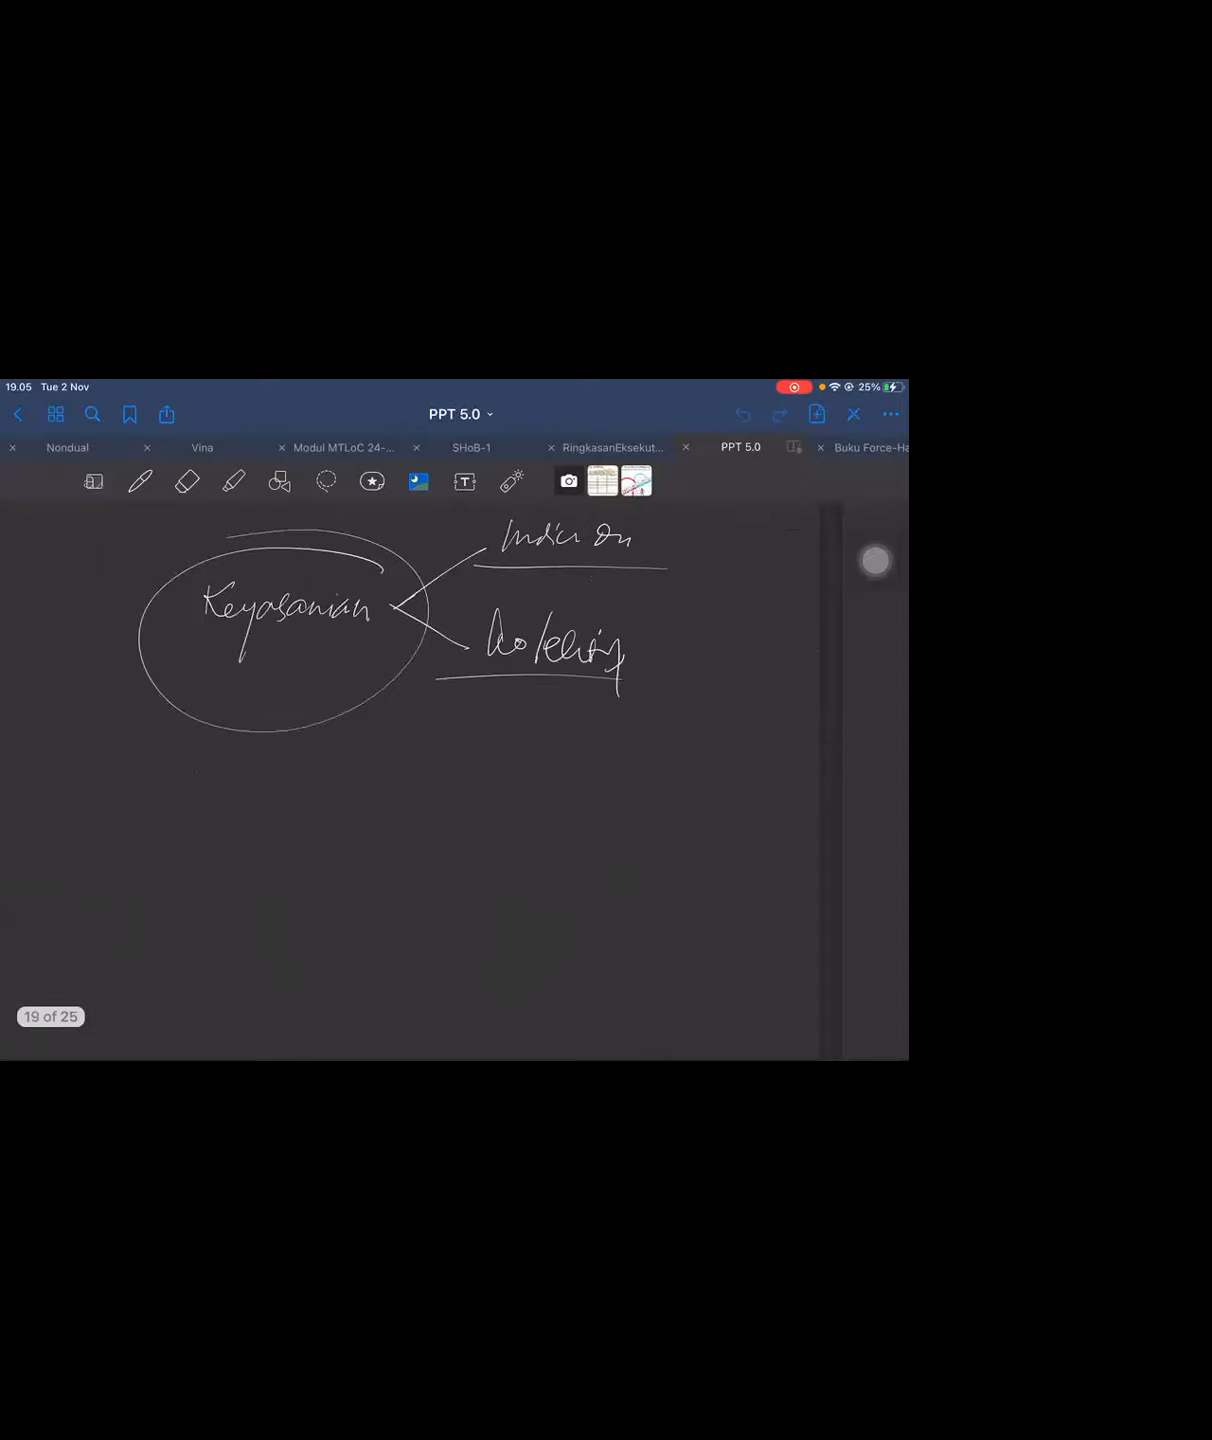 19.05 Tue 2 Nov 25%
PPT 5.0
Nondual Vina Modul MTLoC 24-... SHoB-1 RingkasanEksekut... PPT 5.0 Buku Force-Ha
Keyasanian
19 of 25